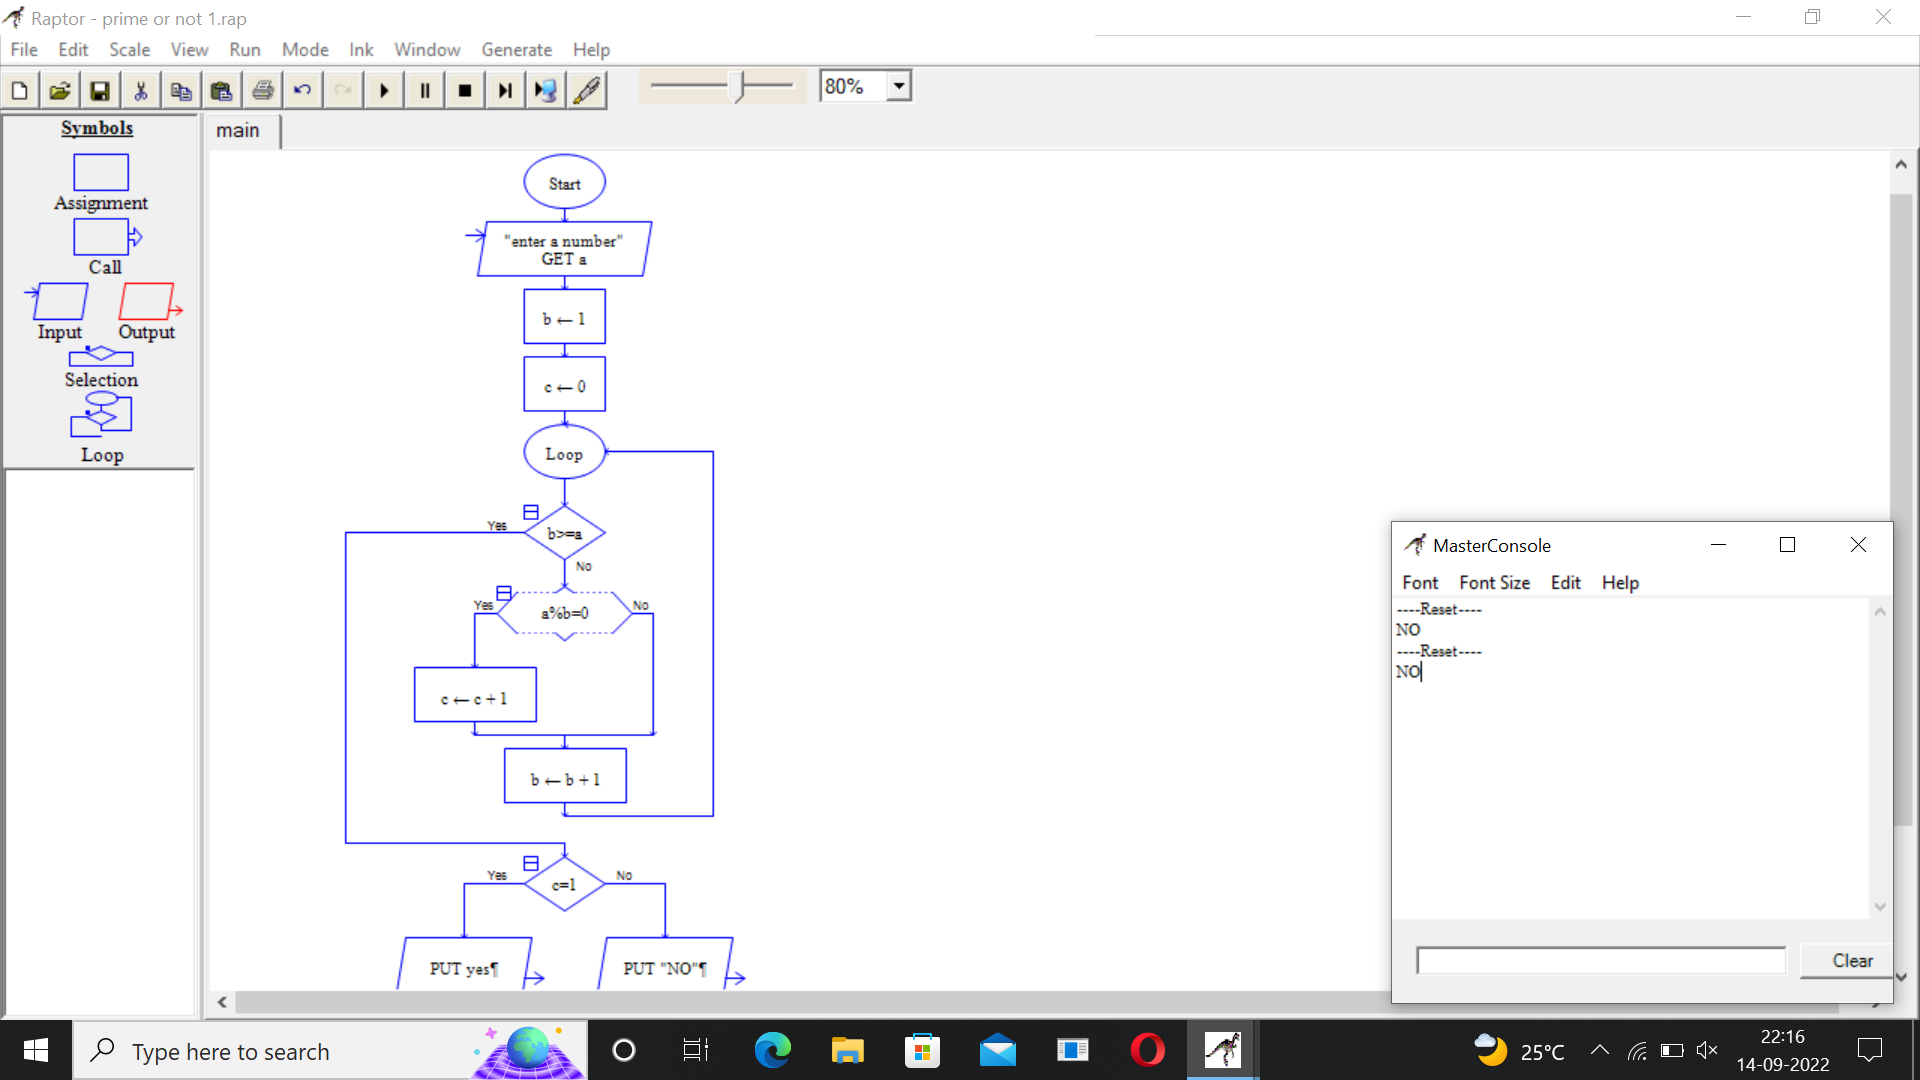 Raptor - prime or not 1.rap
File Edit Scale View Run Mode Ink Window Generate Help
80%
Symbols
Assignment
Call
Input Output
Selection
Loop
main
Start
"enter a number"
GET a
b ← 1
c ← 0
Loop
Yes
b>=a
No
Yes
a%b=0
No
c ← c + 1
b ← b + 1
Yes
c=1
No
PUT yes¶
PUT "NO"¶
MasterConsole
Font Font Size Edit Help
----Reset----
NO
----Reset----
NO
Clear
Type here to search
25°C
22:16
14-09-2022